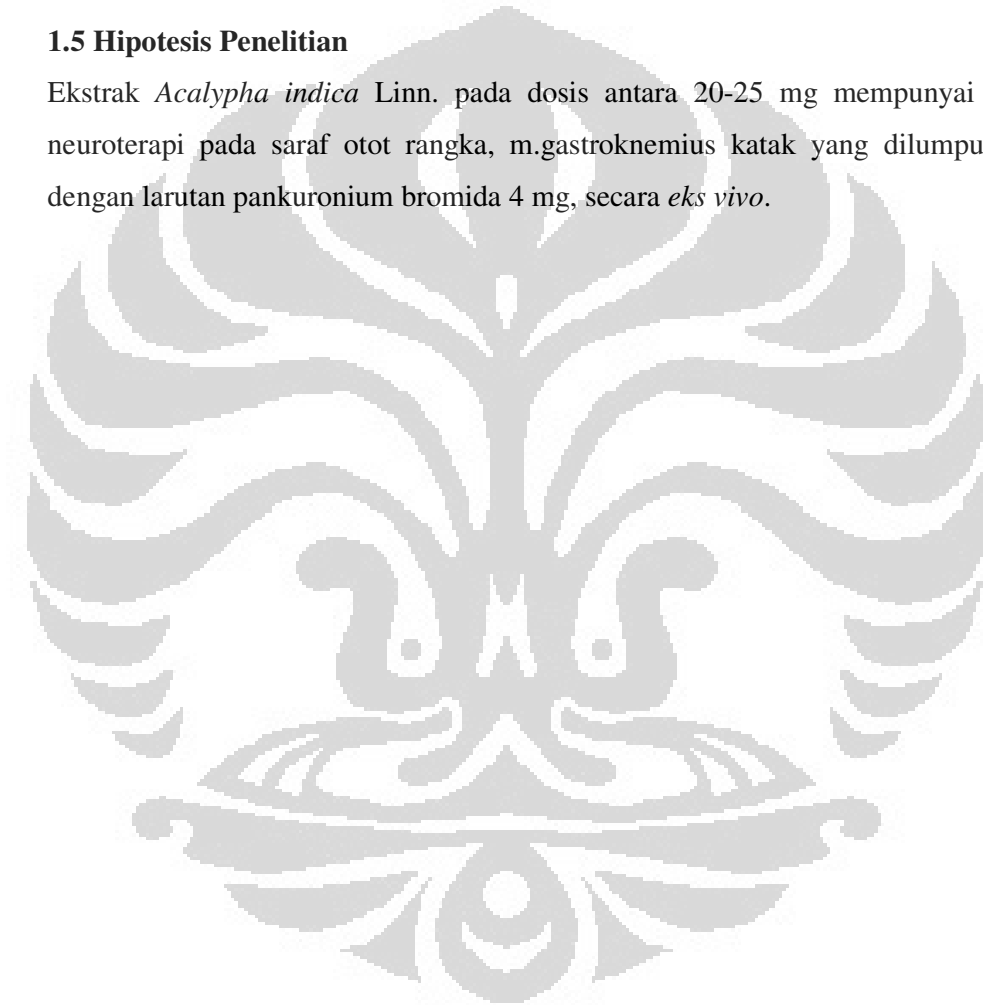 1.5 Hipotesis Penelitian
Ekstrak Acalypha indica Linn. pada dosis antara 20-25 mg mempunyai
neuroterapi pada saraf otot rangka, m.gastroknemius katak yang dilumpu
dengan larutan pankuronium bromida 4 mg, secara eks vivo.